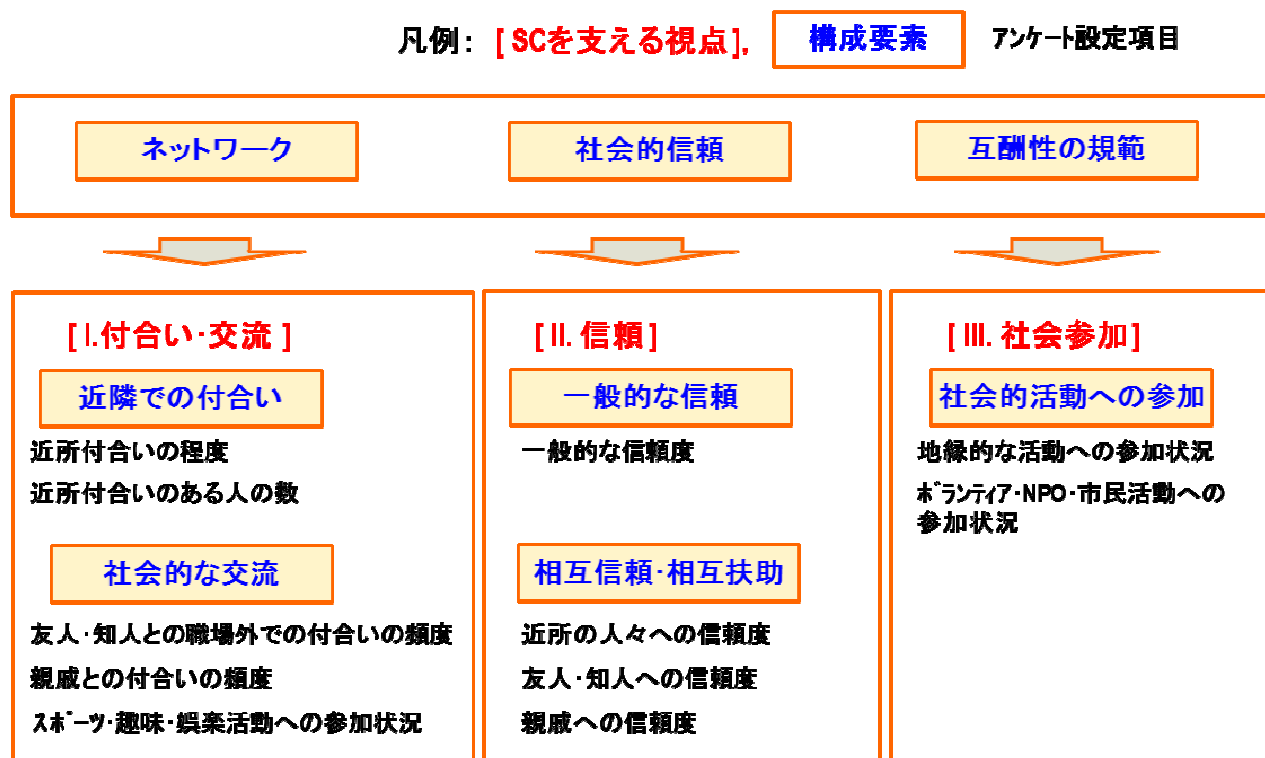 凡例： [SCを支える視点], 構成要素 ｱﾝｹｰﾄ設定項目
ネットワーク 社会的信頼 互酬性の規範
[Ⅰ.付合い・交流]
近隣での付合い
近所付合いの程度
近所付合いのある人の数
社会的な交流
友人・知人との職場外での付合いの頻度
親戚との付合いの頻度
ｽﾎﾟｰﾂ・趣味・娯楽活動への参加状況
[Ⅱ. 信頼]
一般的な信頼
一般的な信頼度
相互信頼・相互扶助
近所の人々への信頼度
友人・知人への信頼度
親戚への信頼度
[Ⅲ. 社会参加]
社会的活動への参加
地縁的な活動への参加状況
ﾎﾞﾗﾝﾃｨｱ・NPO・市民活動への
参加状況